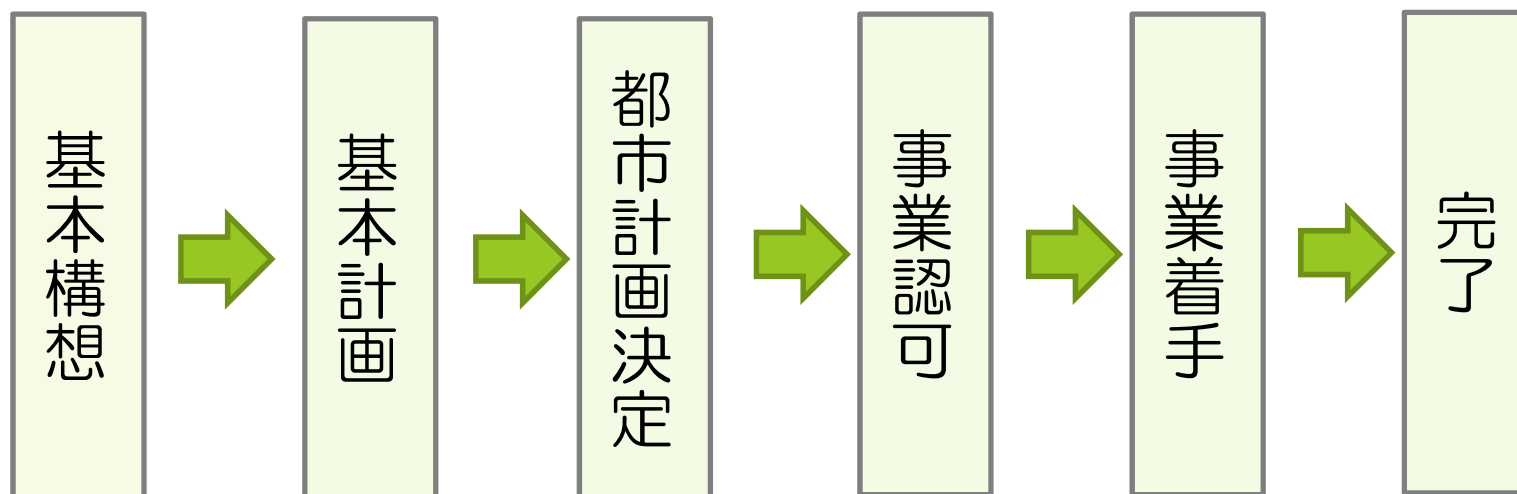 基本構想
基本計画
都市計画決定
事業認可
事業着手
完了